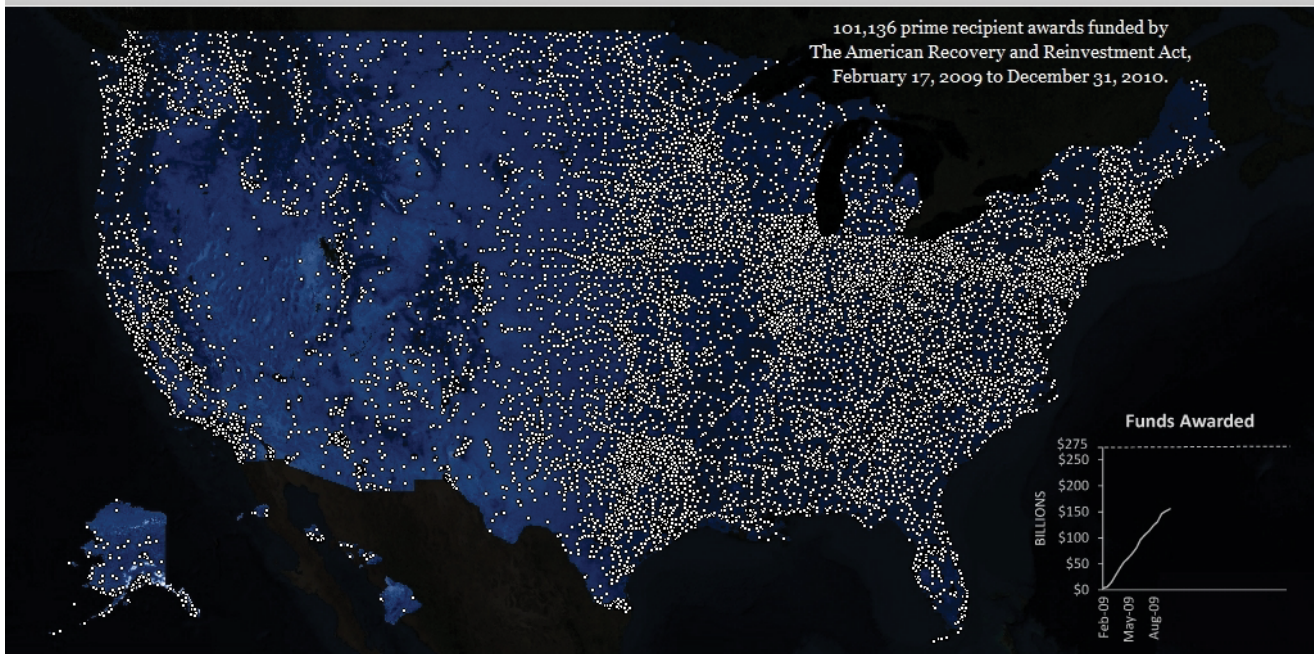 101,136 prime recipient awards funded by
The American Recovery and Reinvestment Act,
February 17, 2009 to December 31, 2010.
Funds Awarded
$275
$250
$200
$150
$100
$50
$0
BILLIONS
Feb-09
May-09
Aug-09